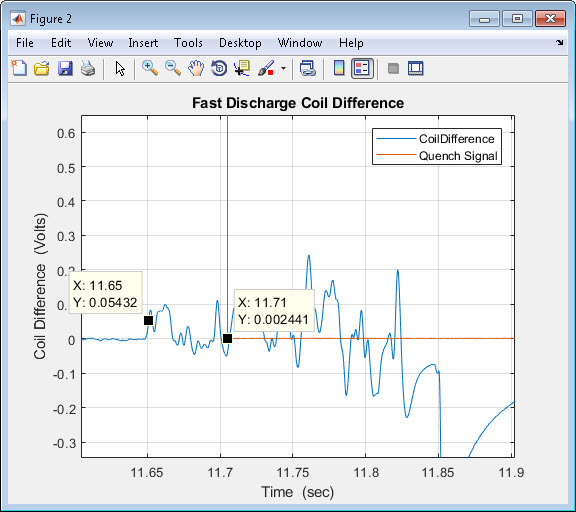 Figure 2
File Edit View Insert Tools Desktop Window Help
Fast Discharge Coil Difference
CoilDifference
Quench Signal
Coil Difference (Volts)
0.6
0.5
0.4
0.3
0.2
0
-0.1
-0.2
-0.3
X: 11.65
Y: 0.05432
X: 11.71
Y: 0.002441
11.65 11.7 11.75 11.8 11.85 11.9
Time (sec)